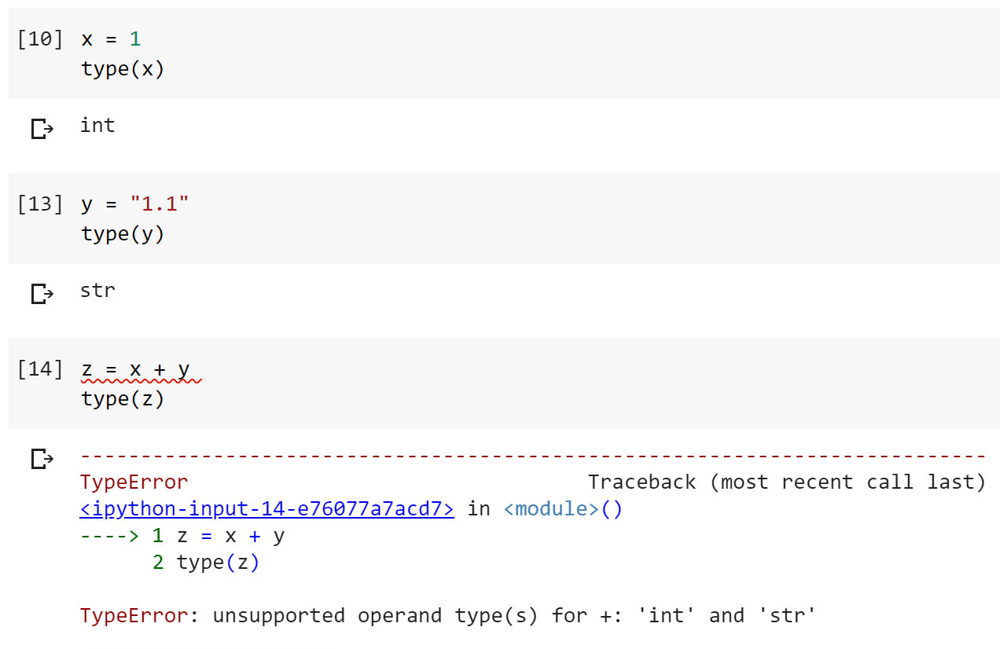 [10] x = 1
type(x)
int
[13] y = "1.1"
type(y)
str
[14] z = x + y
type(z)
---------------------------------------------------------------------------
TypeError                                 Traceback (most recent call last)
<ipython-input-14-e76077a7acd7> in <module>()
----> 1 z = x + y
      2 type(z)
TypeError: unsupported operand type(s) for +: 'int' and 'str'